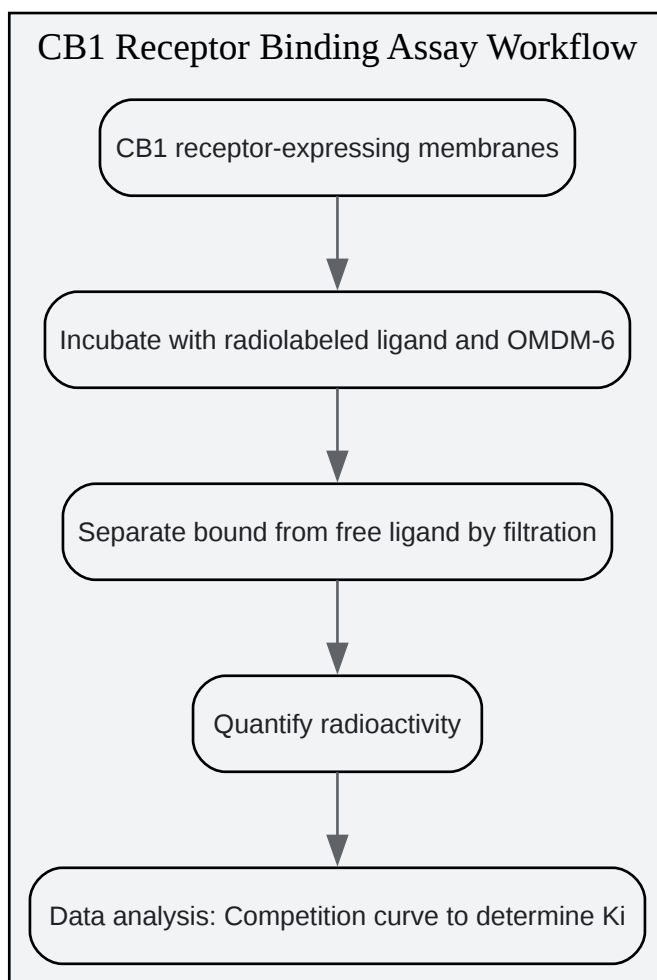 CB1 Receptor Binding Assay Workflow
CB1 receptor-expressing membranes
Incubate with radiolabeled ligand and OMDM-6
Separate bound from free ligand by filtration
Quantify radioactivity
Data analysis: Competition curve to determine Ki